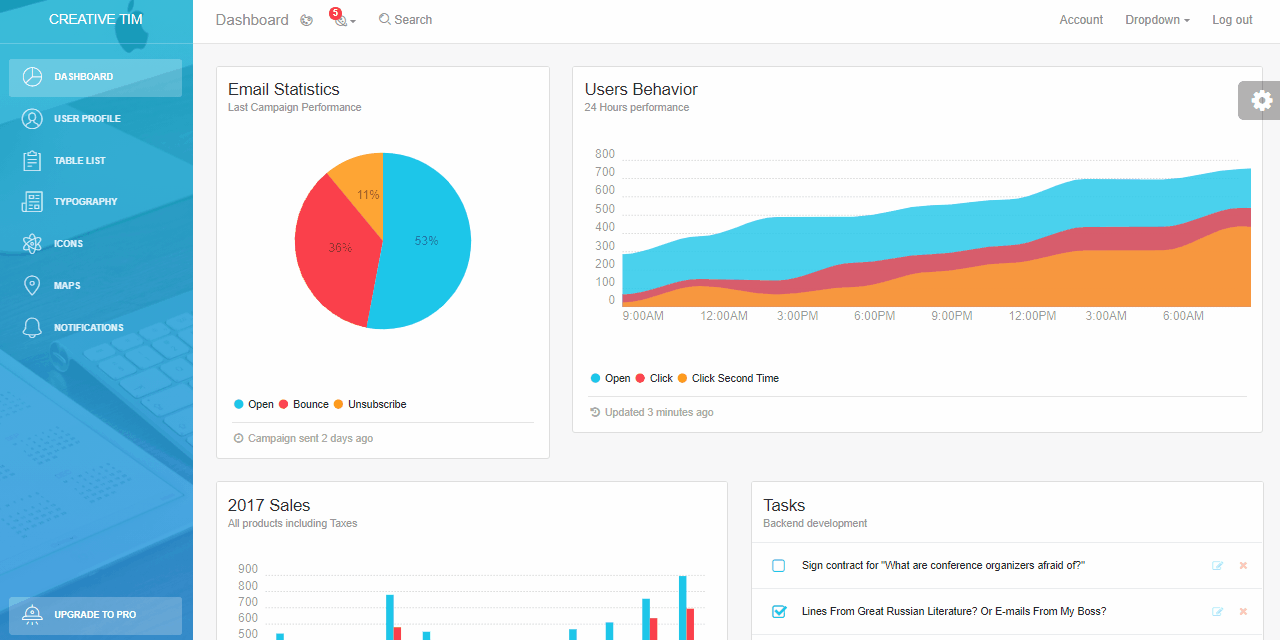 CREATIVE TIM
DASHBOARD
USER PROFILE
TABLE LIST
TYPOGRAPHY
ICONS
MAPS
NOTIFICATIONS
UPGRADE TO PRO
Dashboard 5 Search Account Dropdown Log out
Email Statistics
Last Campaign Performance
11%
36% 53%
Open Bounce Unsubscribe
Campaign sent 2 days ago
Users Behavior
24 Hours performance
800
700
600
500
400
300
200
100
0
9:00AM 12:00AM 3:00PM 6:00PM 9:00PM 12:00PM 3:00AM 6:00AM
Open Click Click Second Time
Updated 3 minutes ago
2017 Sales
All products including Taxes
900
800
700
600
500
Tasks
Backend development
Sign contract for "What are conference organizers afraid of?"
Lines From Great Russian Literature? Or E-mails From My Boss?